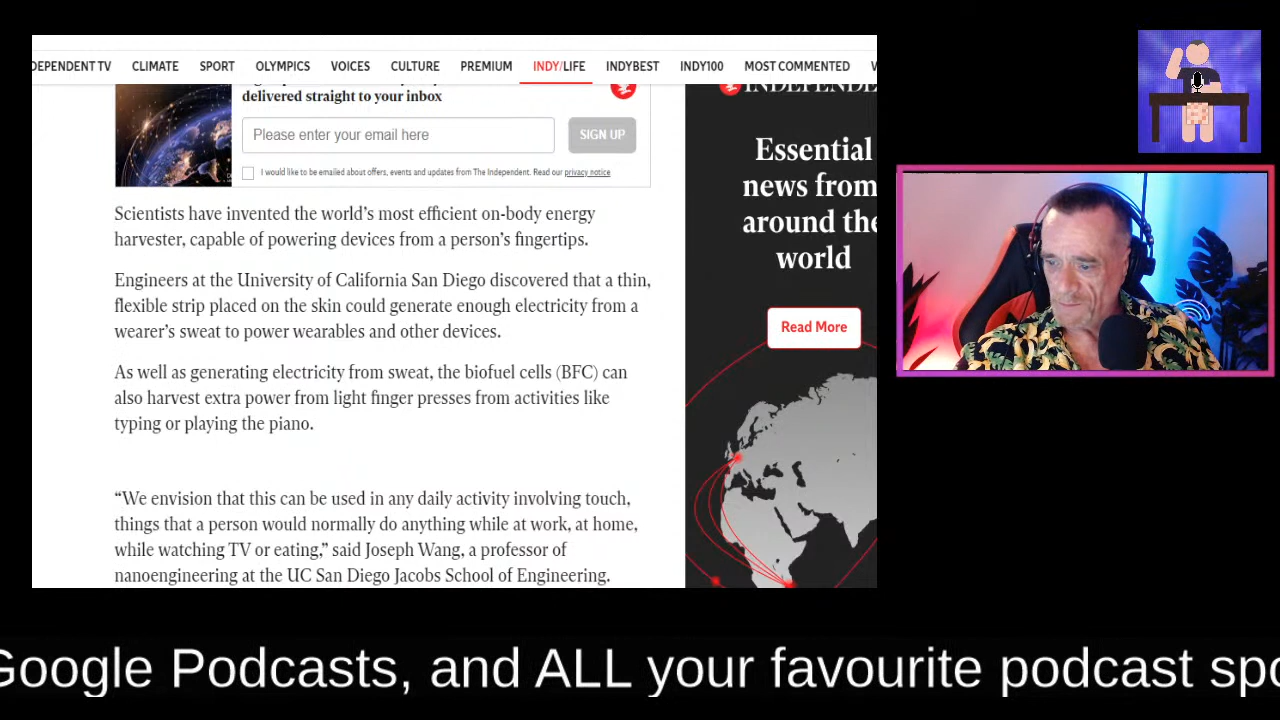 DEPENDENT TV CLIMATE SPORT OLYMPICS VOICES CULTURE PREMIUM INDY/LIFE INDYBEST INDY100 MOST COMMENTED
delivered straight to your inbox
Please enter your email here
SIGN UP
I would like to be emailed about offers, events and updates from The Independent. Read our privacy notice
Scientists have invented the world's most efficient on-body energy
harvester, capable of powering devices from a person's fingertips.
Engineers at the University of California San Diego discovered that a thin,
flexible strip placed on the skin could generate enough electricity from a
wearer's sweat to power wearables and other devices.
As well as generating electricity from sweat, the biofuel cells (BFC) can
also harvest extra power from light finger presses from activities like
typing or playing the piano.
“We envision that this can be used in any daily activity involving touch,
things that a person would normally do anything while at work, at home,
while watching TV or eating,” said Joseph Wang, a professor of
nanoengineering at the UC San Diego Jacobs School of Engineering.
INDEPENDE
Essential
news from
around the
world
Read More
Google Podcasts, and ALL your favourite podcast spo